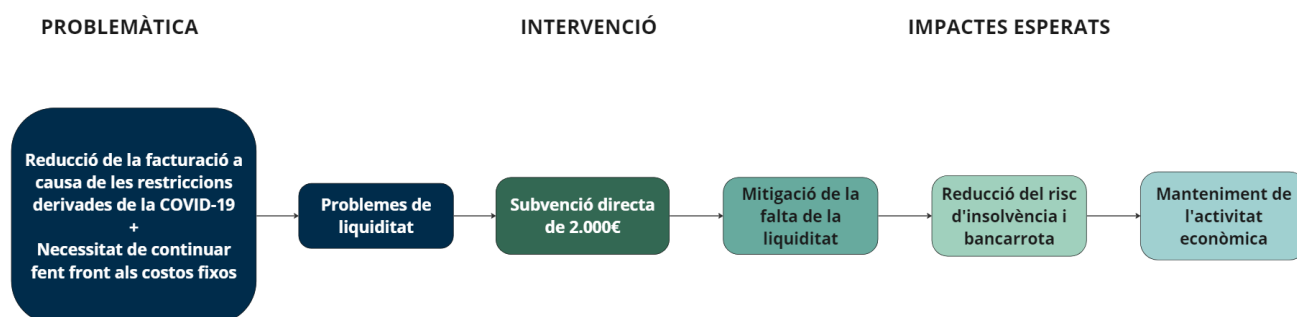 PROBLEMÀTICA
INTERVENCIÓ
IMPACTES ESPERATS
Reducció de la facturació a
causa de les restriccions
derivades de la COVID-19
+
Necessitat de continuar
fent front als costos fixos
Problemes de
liquiditat
Subvenció directa
de 2.000€
Mitigació de la
falta de la
liquiditat
Reducció del risc
d'insolvència i
bancarrota
Manteniment de
l'activitat
econòmica